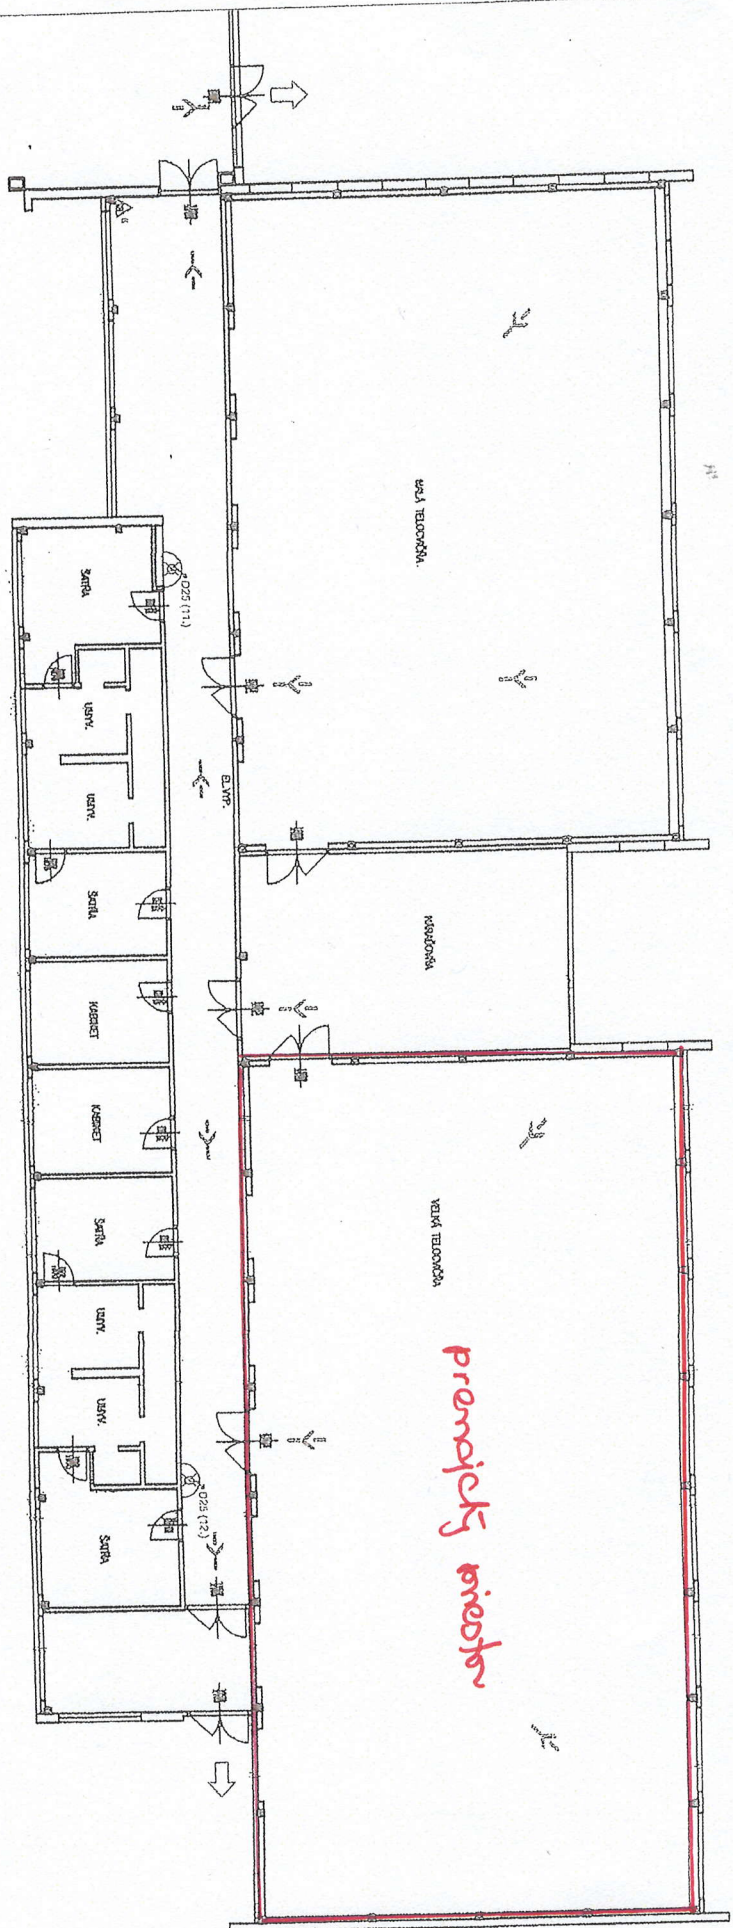 MALÁ TELOCVIČŇA
ŠATŇA
D25 (11.)
UMYV.
UMYV.
EL.VYP.
ŠATŇA
NÁRAĎOVŇA
KABINET
KABINET
VEĽKÁ TELOCVIČŇA
ŠATŇA
prenajatý priestor
UMYV.
UMYV.
D25 (12.)
ŠATŇA